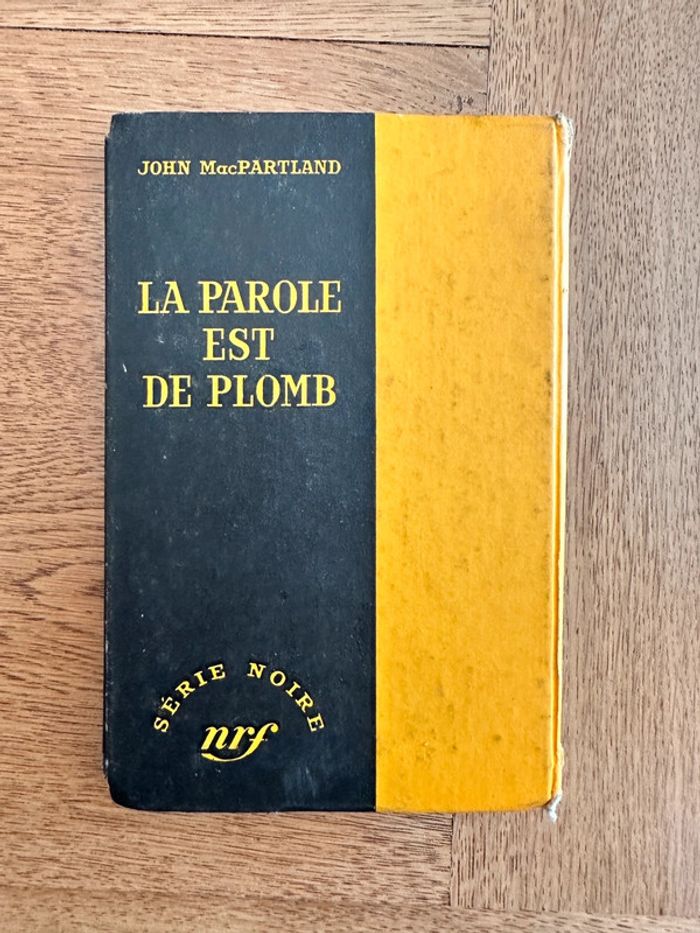 JOHN MacPARTLAND
LA PAROLE
EST
DE PLOMB
SÉRIE NOIRE
nrf